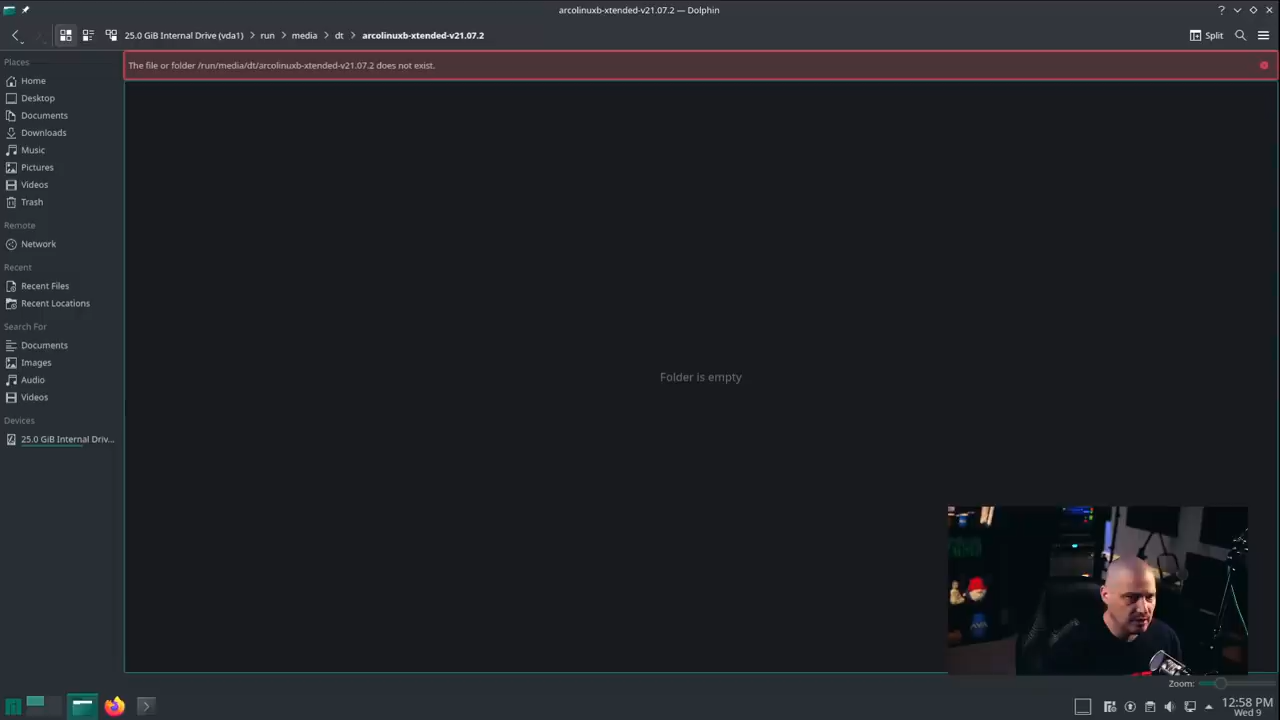 arcolinuxb-xtended-v21.07.2 — Dolphin
25.0 GiB Internal Drive (vda1) > run > media > dt > arcolinuxb-xtended-v21.07.2
Split
Places
The file or folder /run/media/dt/arcolinuxb-xtended-v21.07.2 does not exist.
Home
Desktop
Documents
Downloads
Music
Pictures
Videos
Trash
Remote
Network
Recent
Recent Files
Recent Locations
Search For
Documents
Images
Audio
Videos
Devices
25.0 GiB Internal Driv...
Folder is empty
Zoom:
12:58 PM
Wed 9